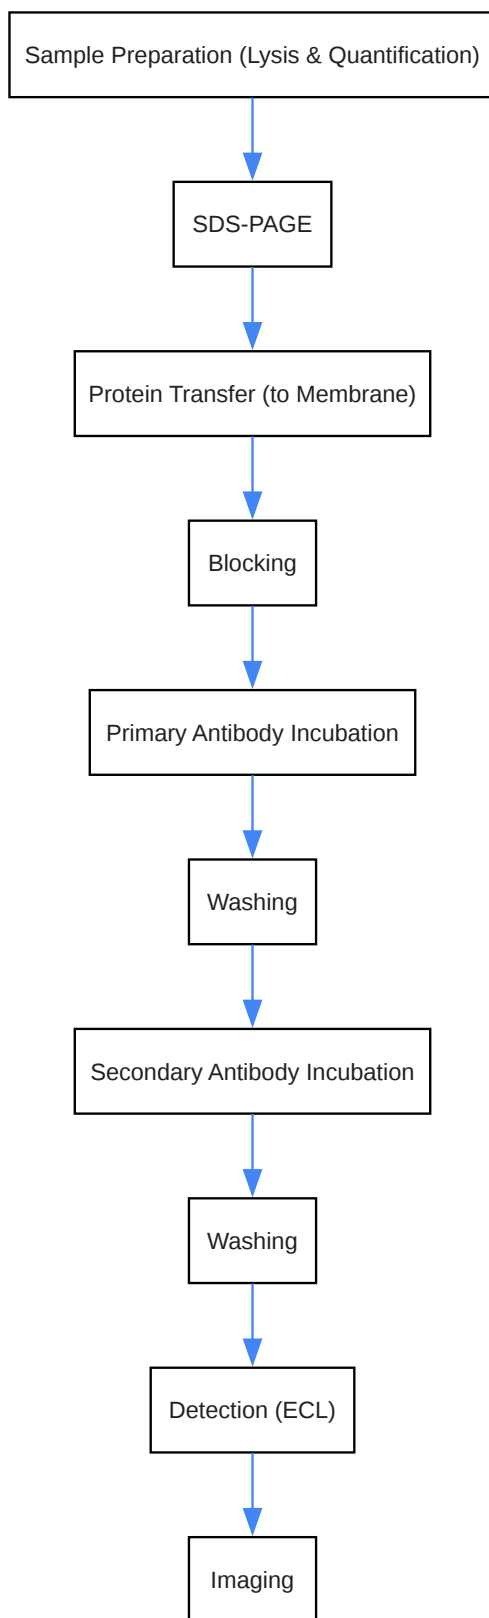 Sample Preparation (Lysis & Quantification)
SDS-PAGE
Protein Transfer (to Membrane)
Blocking
Primary Antibody Incubation
Washing
Secondary Antibody Incubation
Washing
Detection (ECL)
Imaging